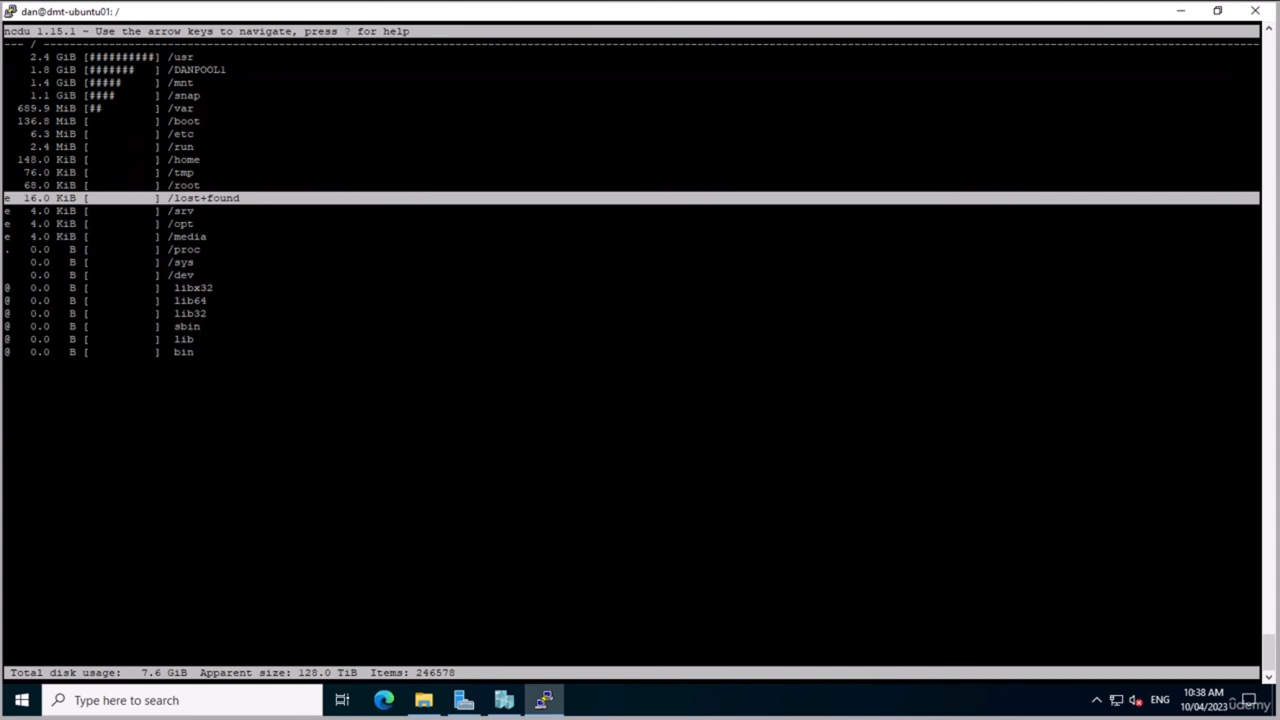 dan@dmt-ubuntu01: /
ncdu 1.15.1 ~ Use the arrow keys to navigate, press ? for help
--- / ---
2.4 GiB [##########] /usr
1.8 GiB [####### ] /DANPOOL1
1.4 GiB [##### ] /mnt
1.1 GiB [#### ] /snap
689.9 MiB [## ] /var
136.8 MiB [ ] /boot
6.3 MiB [ ] /etc
2.4 MiB [ ] /run
148.0 KiB [ ] /home
76.0 KiB [ ] /tmp
68.0 KiB [ ] /root
e 16.0 KiB [ ] /lost+found
e 4.0 KiB [ ] /srv
e 4.0 KiB [ ] /opt
e 4.0 KiB [ ] /media
. 0.0 B [ ] /proc
0.0 B [ ] /sys
0.0 B [ ] /dev
@ 0.0 B [ ] libx32
@ 0.0 B [ ] lib64
@ 0.0 B [ ] lib32
@ 0.0 B [ ] sbin
@ 0.0 B [ ] lib
@ 0.0 B [ ] bin
Total disk usage: 7.6 GiB Apparent size: 128.0 TiB Items: 246578
Type here to search
ENG
10:38 AM
10/04/2023
udemy